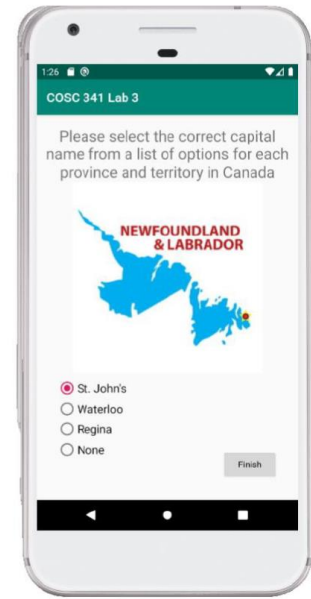 1:26
COSC 341 Lab 3
Please select the correct capital
name from a list of options for each
province and territory in Canada
NEWFOUNDLAND
& LABRADOR
St. John's
Waterloo
Regina
None
Finish